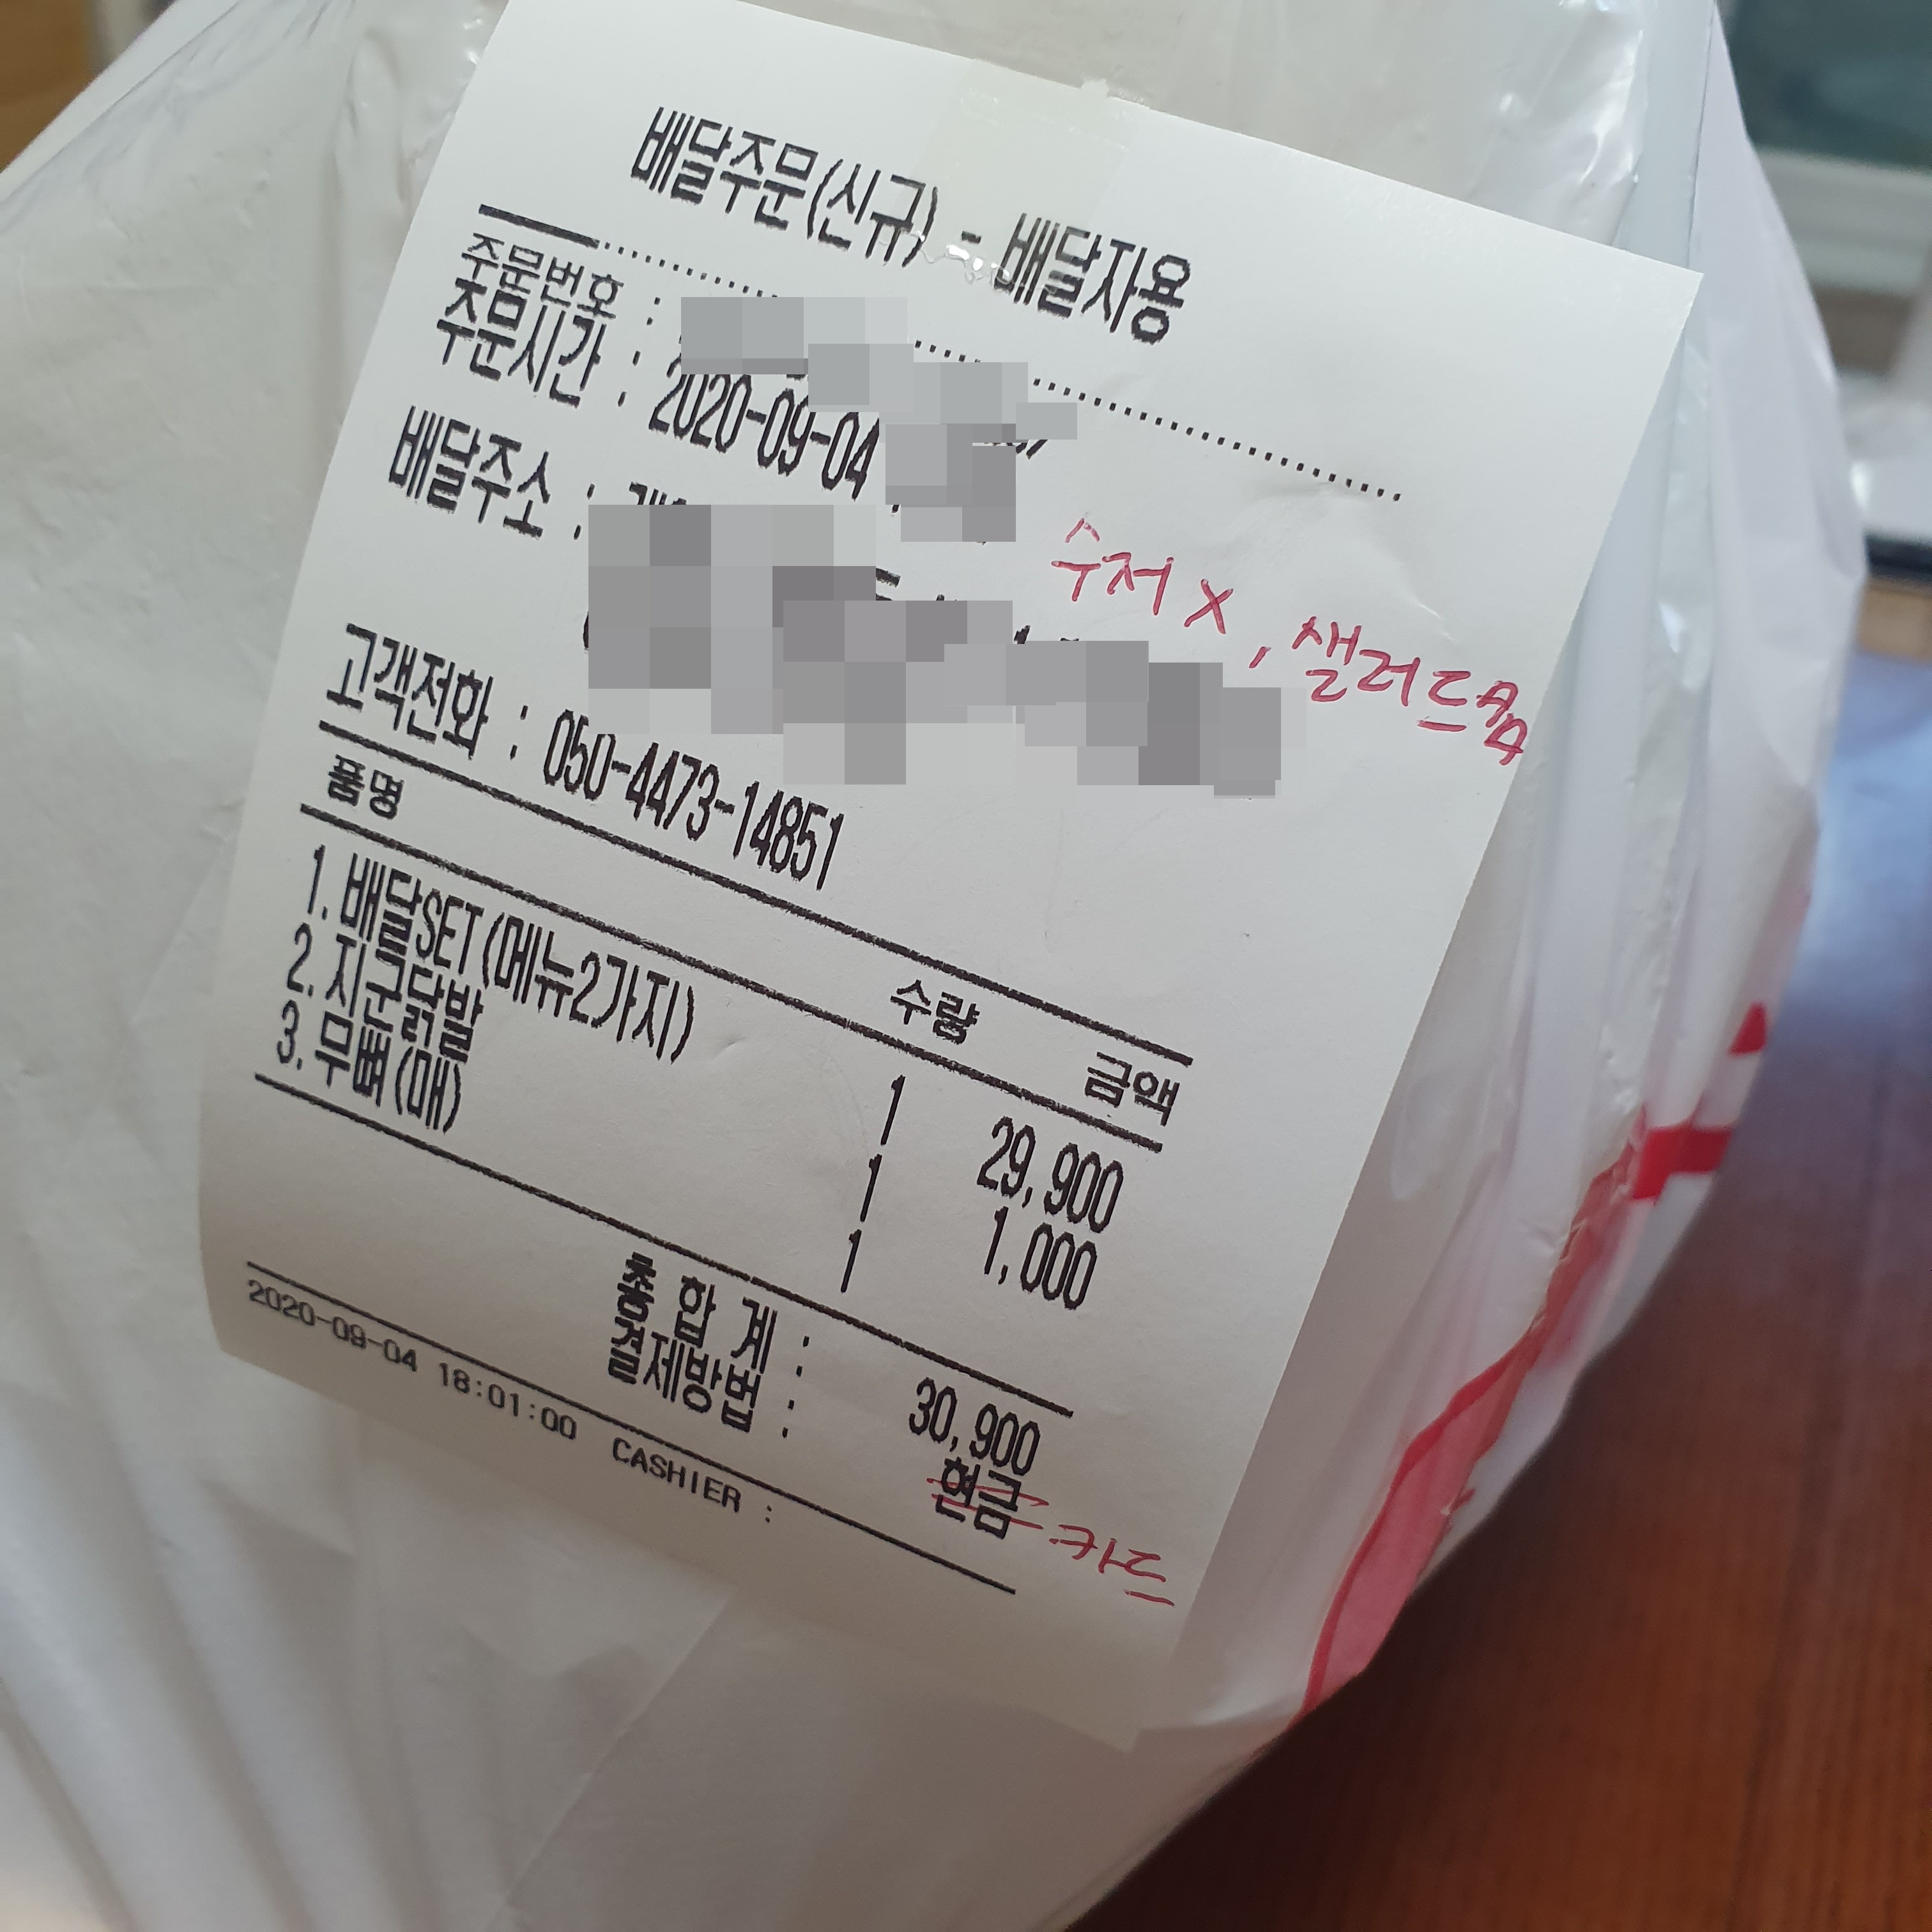 배달주문(신규) - 배달자용
주문번호 :
주문시간 : 2020-09-04
배달주소 :
수저 X, 샐러드
고객전화 : 050-4473-14851
품명 수량 금액
1. 배달SET(메뉴2가지) 1 29,900
2. 지구닭발 1 1,000
3. 무뼈(매) 1
총 합 계 : 30,900
결제방법 : 현금 카드
2020-09-04 18:01:00 CASHIER :